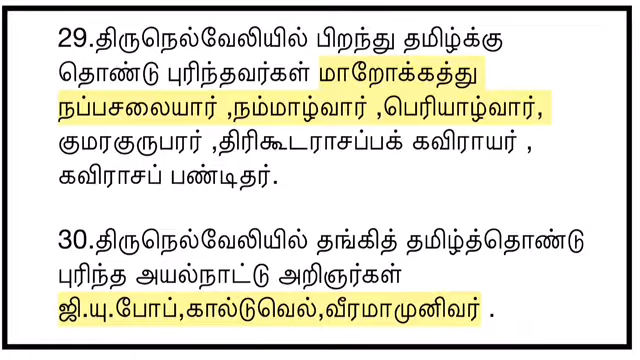 29.திருநெல்வேலியில் பிறந்து தமிழ்க்கு
தொண்டு புரிந்தவர்கள் மாறோக்கத்து
நப்பசலையார் ,நம்மாழ்வார் ,பெரியாழ்வார்,
குமரகுருபரர் ,திரிகூடராசப்பக் கவிராயர் ,
கவிராசப் பண்டிதர்.
30.திருநெல்வேலியில் தங்கித் தமிழ்த்தொண்டு
புரிந்த அயல்நாட்டு அறிஞர்கள்
ஜி.யு.போப்,கால்டுவெல்,வீரமாமுனிவர் .